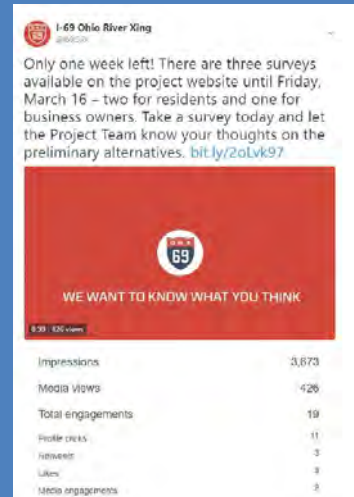 I-69 Ohio River Xing
Only one week left! There are three surveys
available on the project website until Friday,
March 16 – two for residents and one for
business owners. Take a survey today and let
the Project Team know your thoughts on the
preliminary alternatives. bit.ly/2oLvk97
69
WE WANT TO KNOW WHAT YOU THINK
views
Impressions 3,673
Media views 426
Total engagements 19
Profile clicks 11
Retweets 3
Likes
Media engagements 2